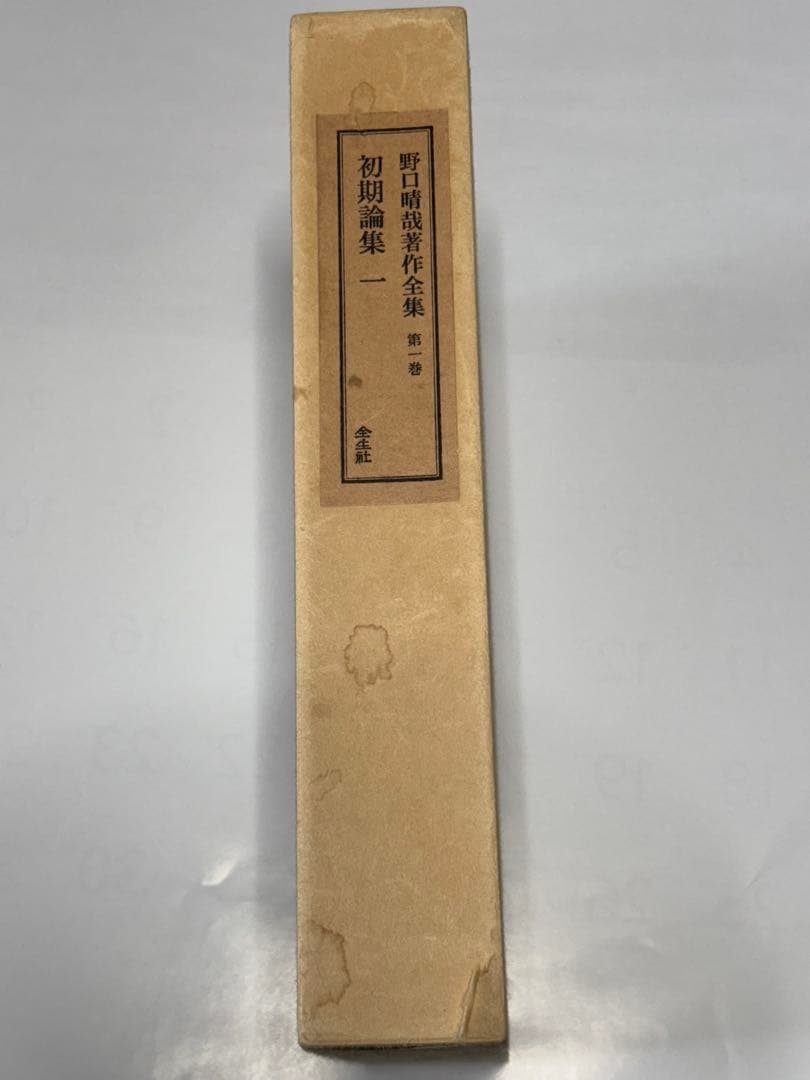 野口晴哉著作全集 第一巻
初期論集 一
全生社